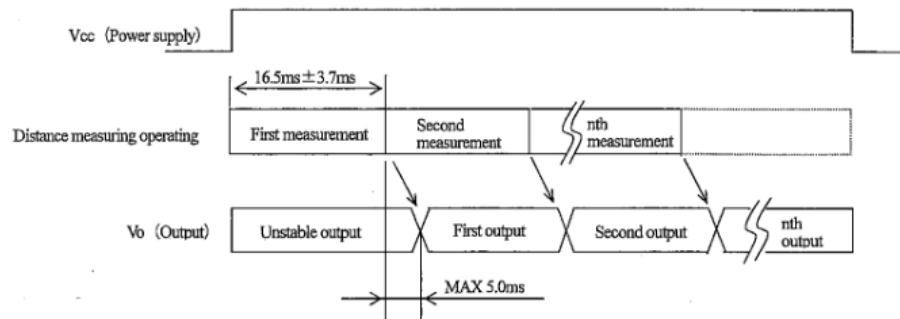 Vcc (Power supply)
16.5ms±3.7ms
Distance measuring operating
First measurement
Second
measurement
nth
measurement
Vo (Output)
Unstable output
First output
Second output
nth
output
MAX 5.0ms